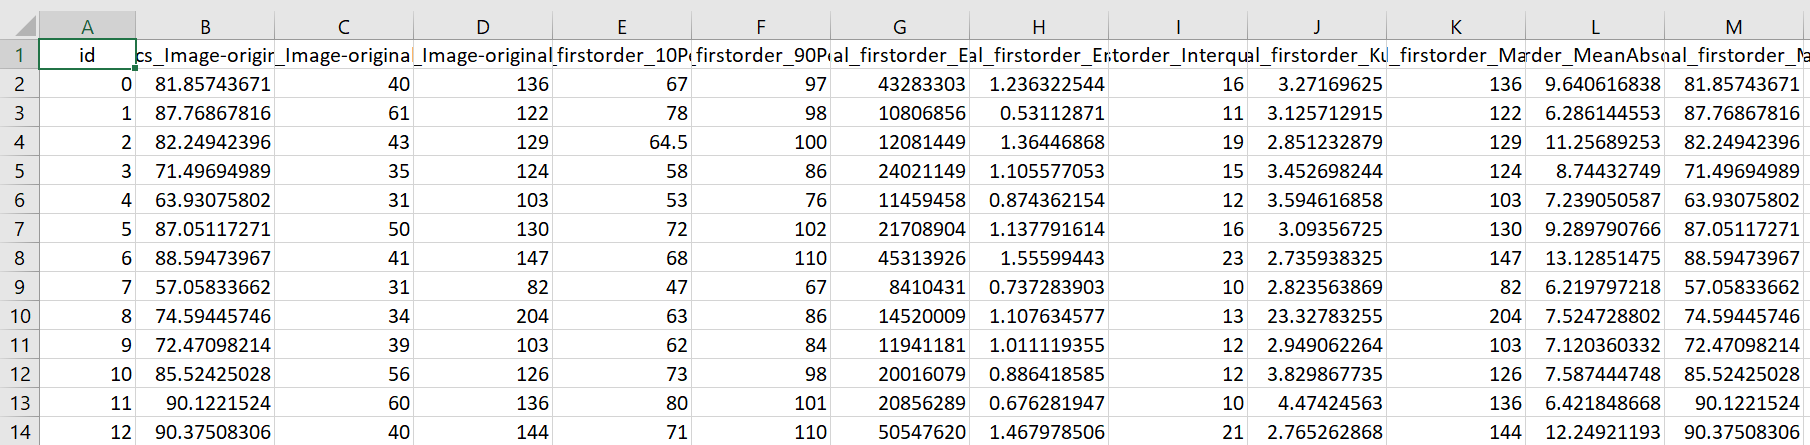 A B C D E F G H I J K L M
1 id cs_Image-origin _Image-original _Image-original _firstorder_10Pe firstorder_90Pe al_firstorder_Ea al_firstorder_En torder_Interqua al_firstorder_Ku _firstorder_Ma rder_MeanAbso al_firstorder_M
2 0 81.85743671 40 136 67 97 43283303 1.236322544 16 3.27169625 136 9.640616838 81.85743671
3 1 87.76867816 61 122 78 98 10806856 0.53112871 11 3.125712915 122 6.286144553 87.76867816
4 2 82.24942396 43 129 64.5 100 12081449 1.36446868 19 2.851232879 129 11.25689253 82.24942396
5 3 71.49694989 35 124 58 86 24021149 1.105577053 15 3.452698244 124 8.74432749 71.49694989
6 4 63.93075802 31 103 53 76 11459458 0.874362154 12 3.594616858 103 7.239050587 63.93075802
7 5 87.05117271 50 130 72 102 21708904 1.137791614 16 3.09356725 130 9.289790766 87.05117271
8 6 88.59473967 41 147 68 110 45313926 1.55599443 23 2.735938325 147 13.12851475 88.59473967
9 7 57.05833662 31 82 47 67 8410431 0.737283903 10 2.823563869 82 6.219797218 57.05833662
10 8 74.59445746 34 204 63 86 14520009 1.107634577 13 23.32783255 204 7.524728802 74.59445746
11 9 72.47098214 39 103 62 84 11941181 1.011119355 12 2.949062264 103 7.120360332 72.47098214
12 10 85.52425028 56 126 73 98 20016079 0.886418585 12 3.829867735 126 7.587444748 85.52425028
13 11 90.1221524 60 136 80 101 20856289 0.676281947 10 4.47424563 136 6.421848668 90.1221524
14 12 90.37508306 40 144 71 110 50547620 1.467978506 21 2.765262868 144 12.24921193 90.37508306